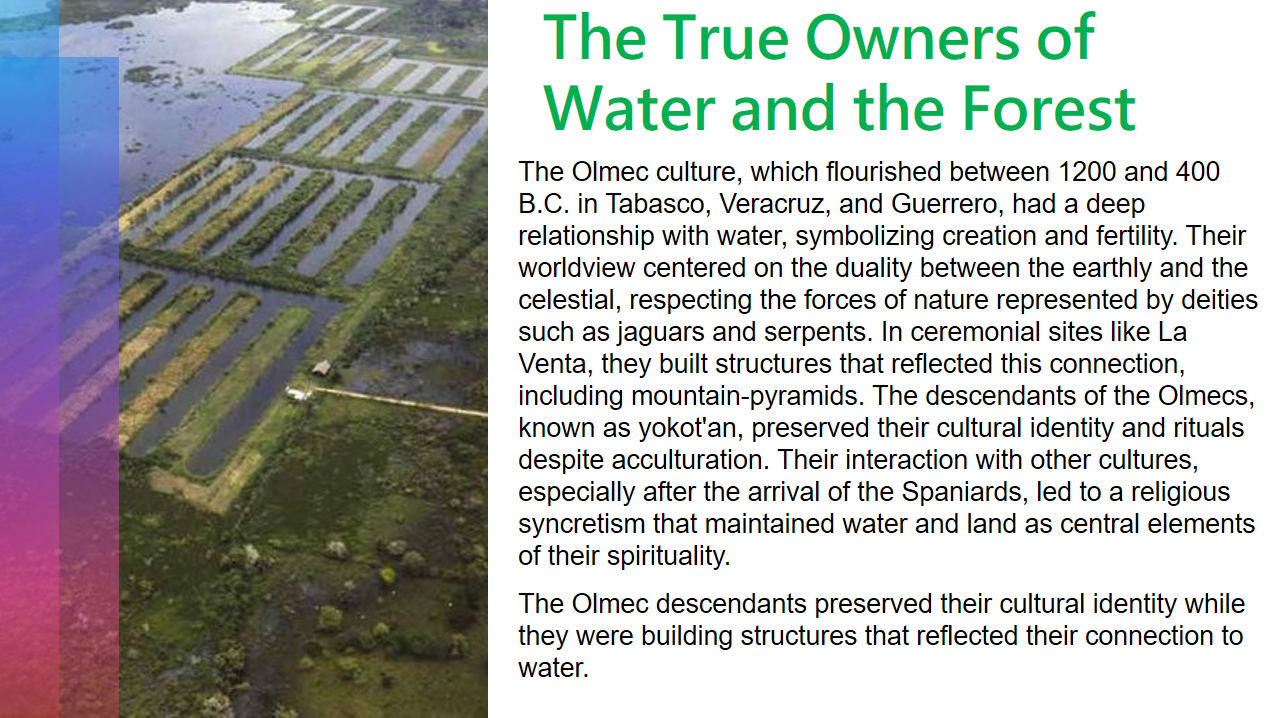 The True Owners of
Water and the Forest
The Olmec culture, which flourished between 1200 and 400
B.C. in Tabasco, Veracruz, and Guerrero, had a deep
relationship with water, symbolizing creation and fertility. Their
worldview centered on the duality between the earthly and the
celestial, respecting the forces of nature represented by deities
such as jaguars and serpents. In ceremonial sites like La
Venta, they built structures that reflected this connection,
including mountain-pyramids. The descendants of the Olmecs,
known as yokot'an, preserved their cultural identity and rituals
despite acculturation. Their interaction with other cultures,
especially after the arrival of the Spaniards, led to a religious
syncretism that maintained water and land as central elements
of their spirituality.
The Olmec descendants preserved their cultural identity while
they were building structures that reflected their connection to
water.